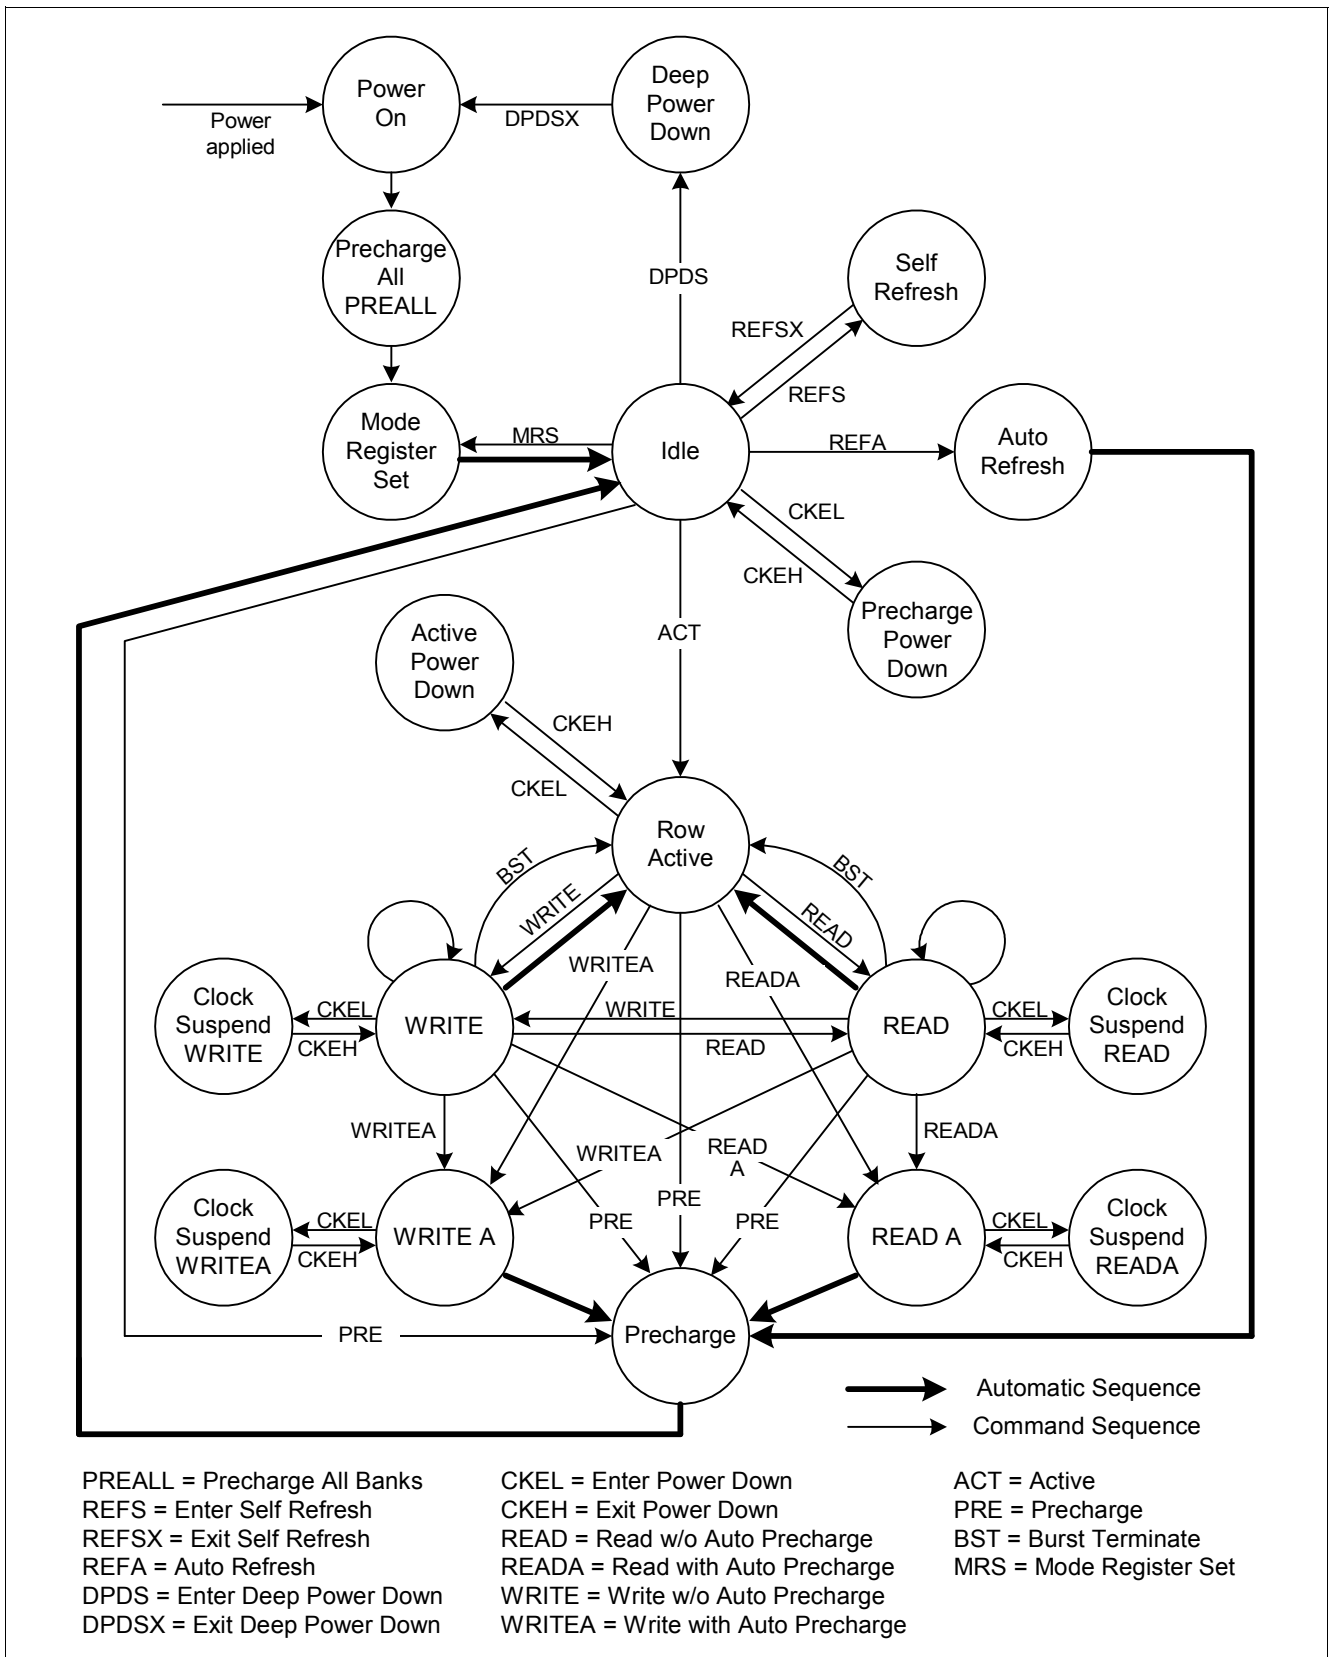 Power
On
Deep
Power
Down
Power
applied
DPDSX
Precharge
All
PREALL
DPDS
Self
Refresh
REFSX
REFS
Mode
Register
Set
MRS
Idle
REFA
Auto
Refresh
CKEL
CKEH
Precharge
Power
Down
ACT
Active
Power
Down
CKEH
CKEL
Row
Active
BST
WRITE
READ
BST
WRITEA
READA
Clock
Suspend
WRITE
CKEL
CKEH
WRITE
WRITE
READ
READ
CKEL
CKEH
Clock
Suspend
READ
WRITEA
WRITEA
READ
A
READA
Clock
Suspend
WRITEA
CKEL
CKEH
WRITE A
PRE
PRE
PRE
READ A
CKEL
CKEH
Clock
Suspend
READA
PRE
Precharge
Automatic Sequence
Command Sequence
PREALL = Precharge All Banks
REFS = Enter Self Refresh
REFSX = Exit Self Refresh
REFA = Auto Refresh
DPDS = Enter Deep Power Down
DPDSX = Exit Deep Power Down
CKEL = Enter Power Down
CKEH = Exit Power Down
READ = Read w/o Auto Precharge
READA = Read with Auto Precharge
WRITE = Write w/o Auto Precharge
WRITEA = Write with Auto Precharge
ACT = Active
PRE = Precharge
BST = Burst Terminate
MRS = Mode Register Set